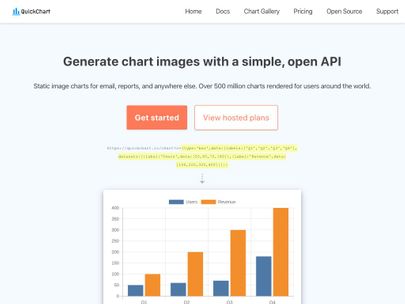 QuickChart
Home Docs Chart Gallery Pricing Open Source Support
Generate chart images with a simple, open API
Static image charts for email, reports, and anywhere else. Over 500 million charts rendered for users around the world.
Get started View hosted plans
https://quickchart.io/chart?c={type:'bar',data:{labels:['Q1','Q2','Q3','Q4'],
datasets:[{label:'Users',data:[50,60,70,180]},{label:'Revenue',data:
[100,200,300,400]}]}}
Users Revenue
400
350
300
250
200
150
100
50
0
Q1 Q2 Q3 Q4